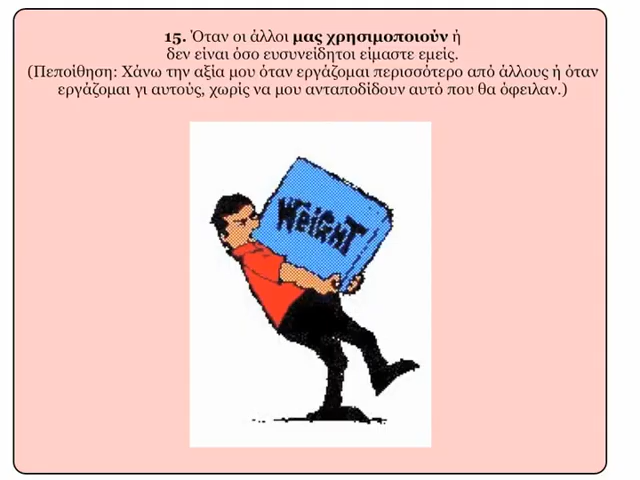 15. Όταν οι άλλοι μας χρησιμοποιούν ή
δεν είναι όσο ευσυνείδητοι είμαστε εμείς.
(Πεποίθηση: Χάνω την αξία μου όταν εργάζομαι περισσότερο από άλλους ή όταν
εργάζομαι γι αυτούς, χωρίς να μου ανταποδίδουν αυτό που θα όφειλαν.)
WEIGHT